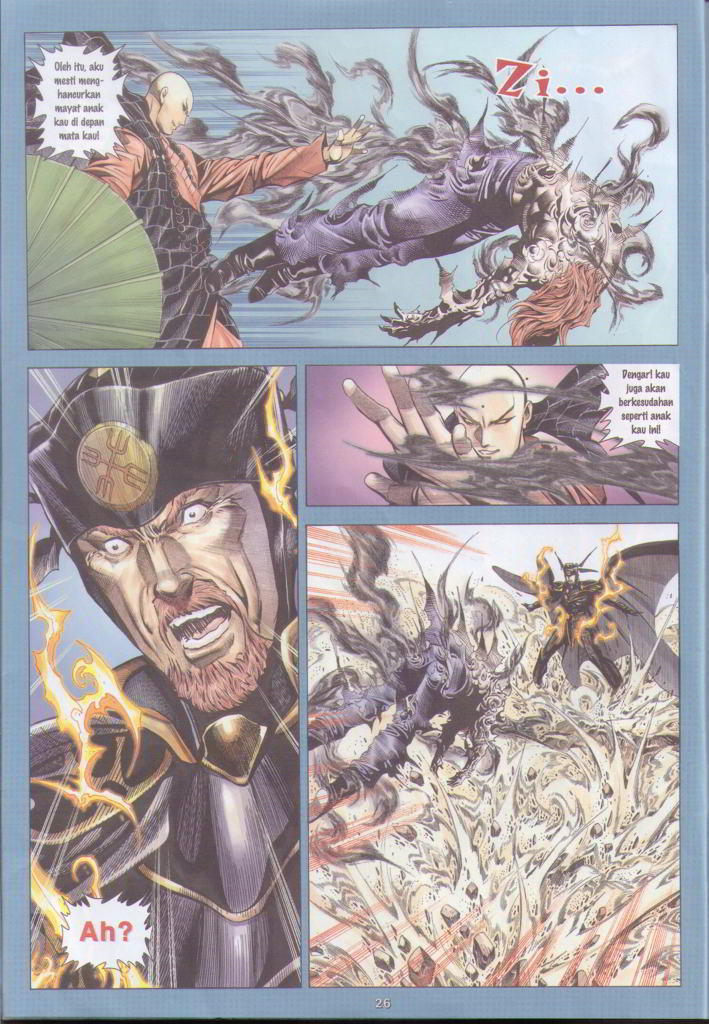 Oleh itu, aku
mesti meng-
hancurkan
mayat anak
kau di depan
mata kau!
Zi...
Dengar! kau
juga akan
berkesudahan
seperti anak
kau ini!
Ah?
26